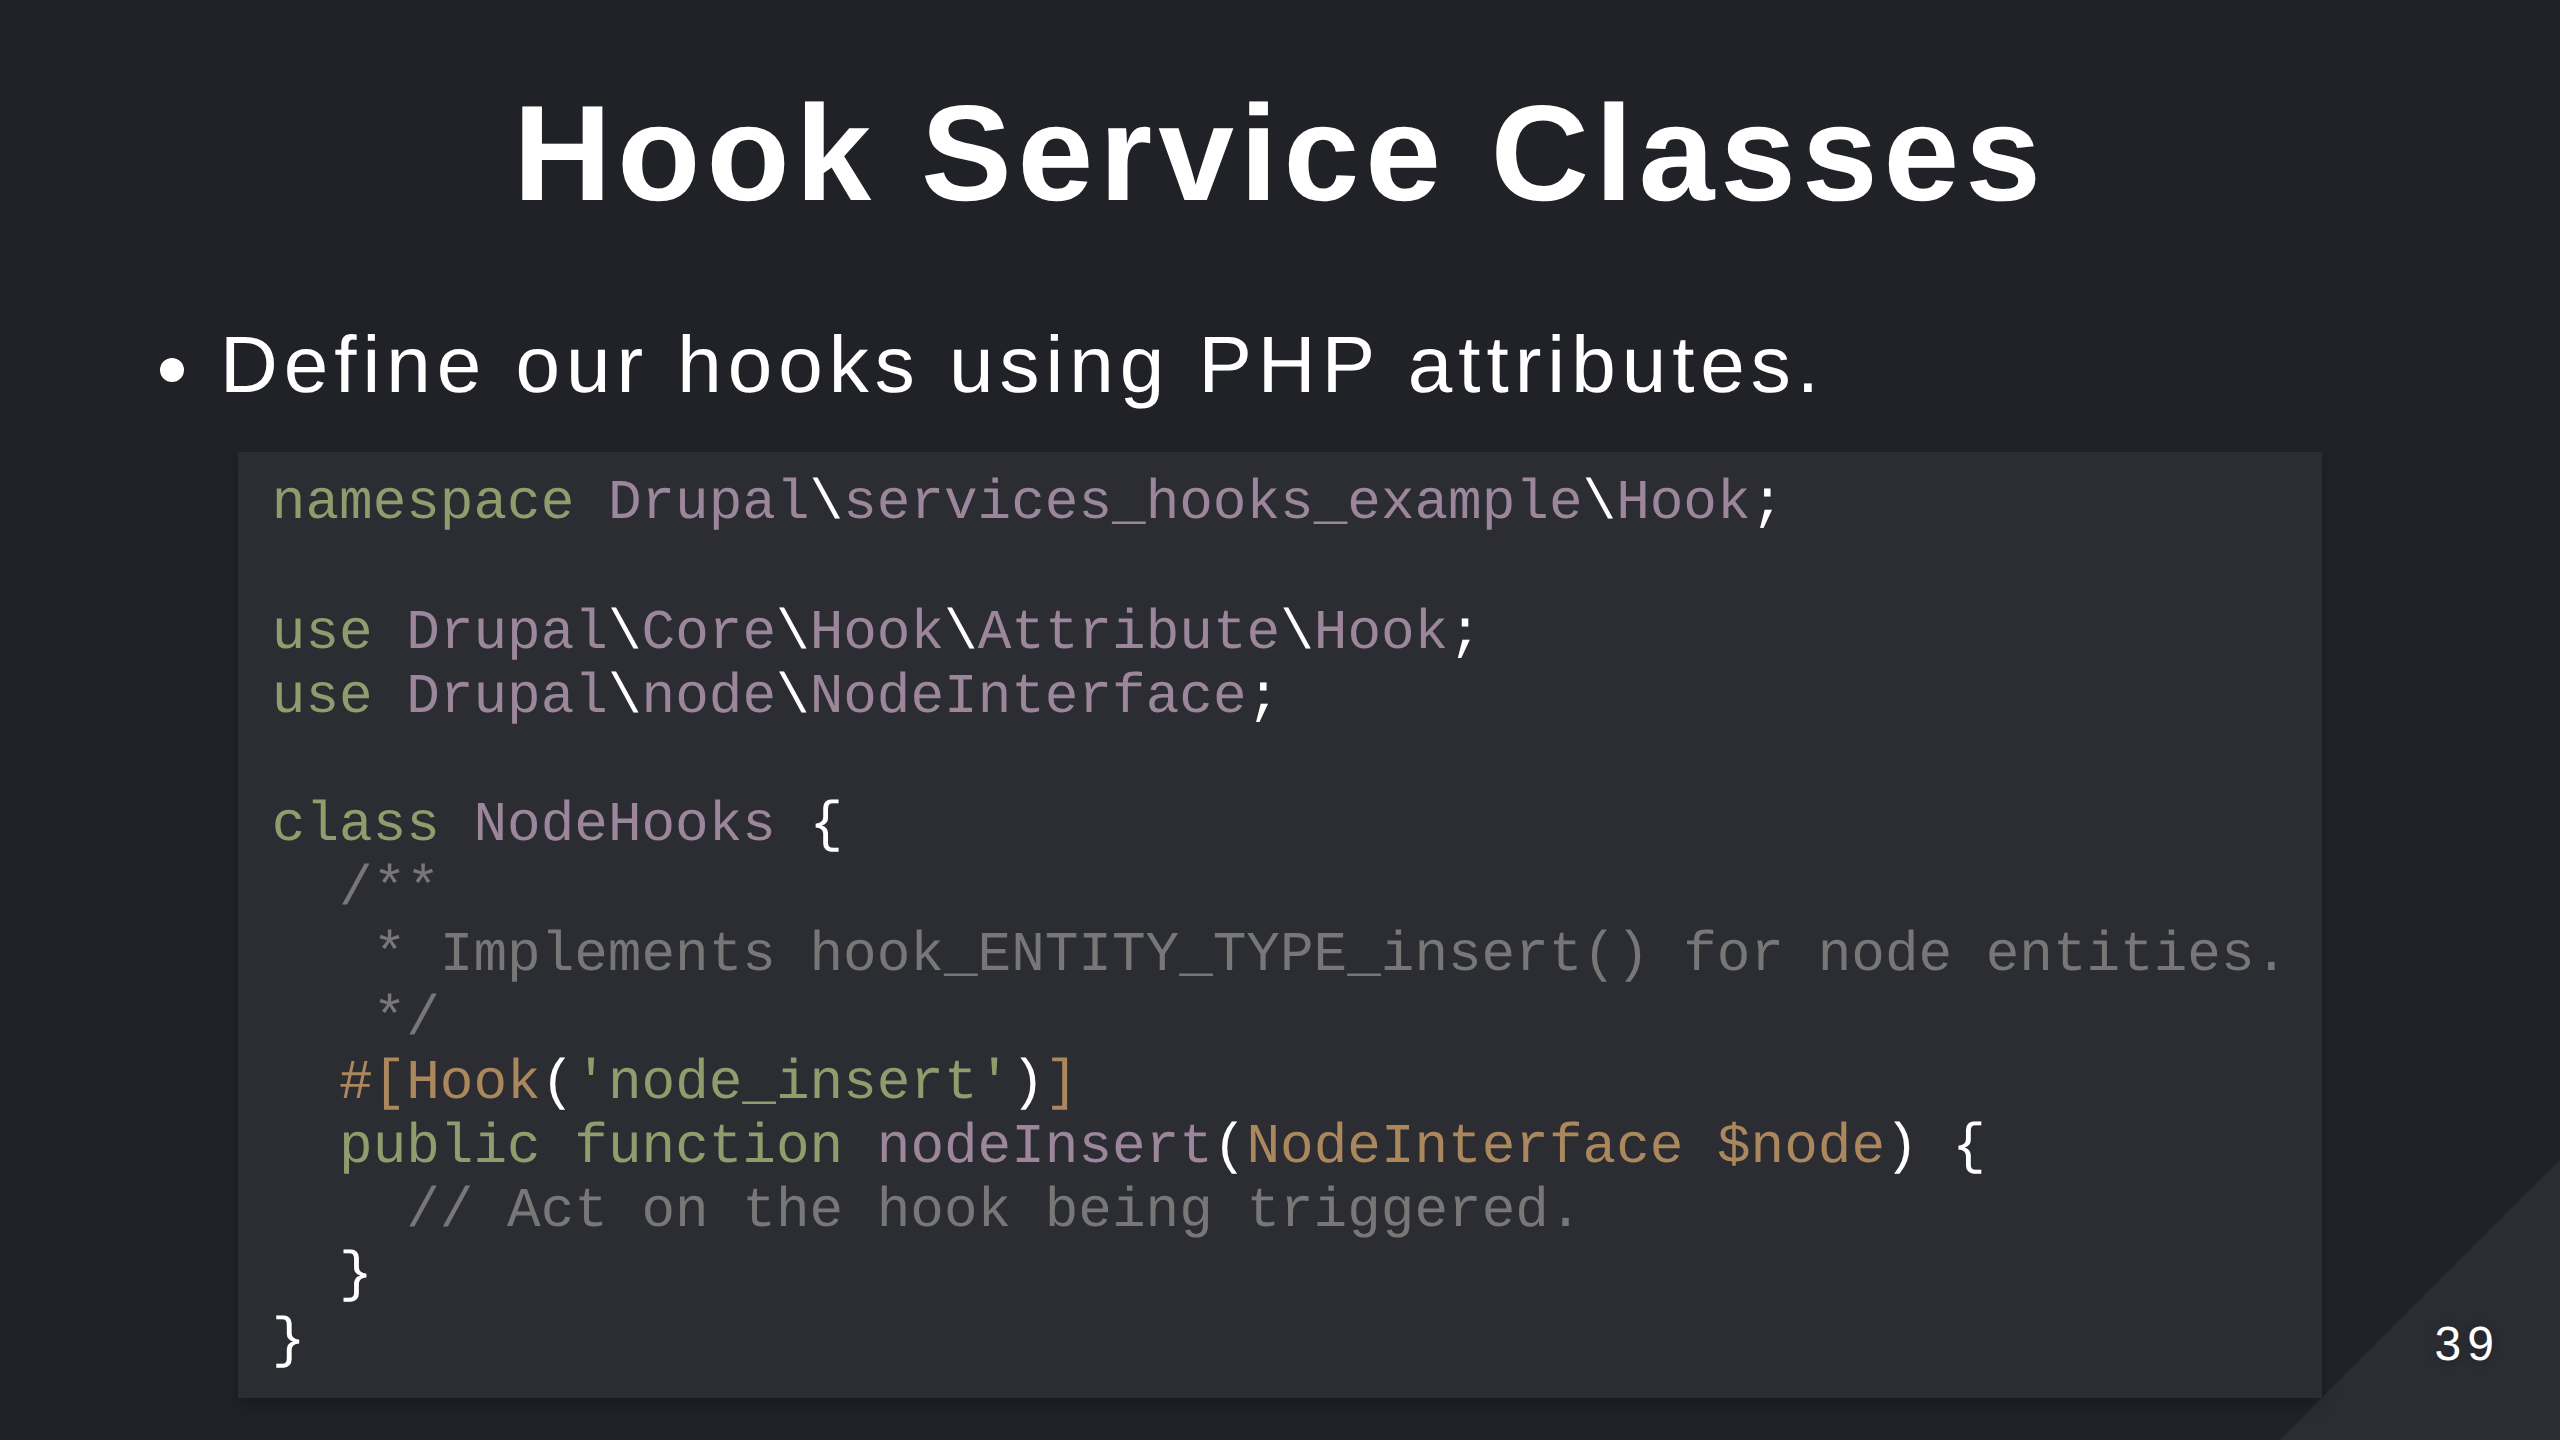 Hook Service Classes
• Define our hooks using PHP attributes.
namespace Drupal\services_hooks_example\Hook;

use Drupal\Core\Hook\Attribute\Hook;
use Drupal\node\NodeInterface;

class NodeHooks {
  /**
   * Implements hook_ENTITY_TYPE_insert() for node entities.
   */
  #[Hook('node_insert')]
  public function nodeInsert(NodeInterface $node) {
    // Act on the hook being triggered.
  }
}
39